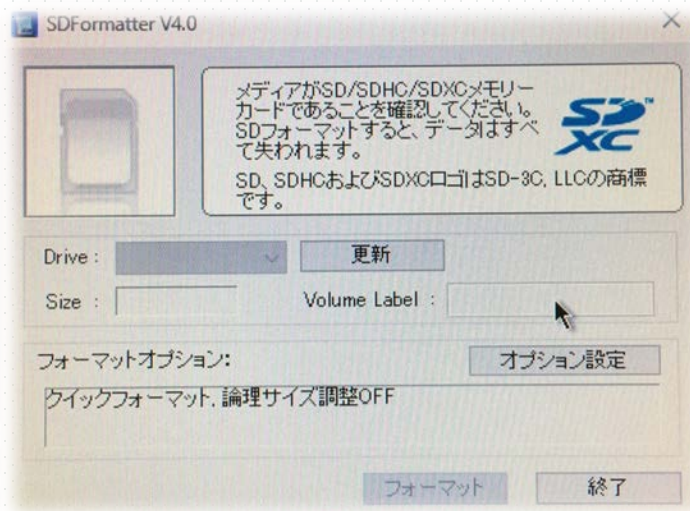 SDFormatter V4.0
メディアがSD/SDHC/SDXCメモリー
カードであることを確認してください。
SDフォーマットすると、データはすべ
て失われます。
SD、SDHCおよびSDXCロゴはSD-3C, LLCの商標
です。
SD XC™
Drive :
更新
Size :
Volume Label :
フォーマットオプション:
オプション設定
クイックフォーマット, 論理サイズ調整OFF
フォーマット
終了